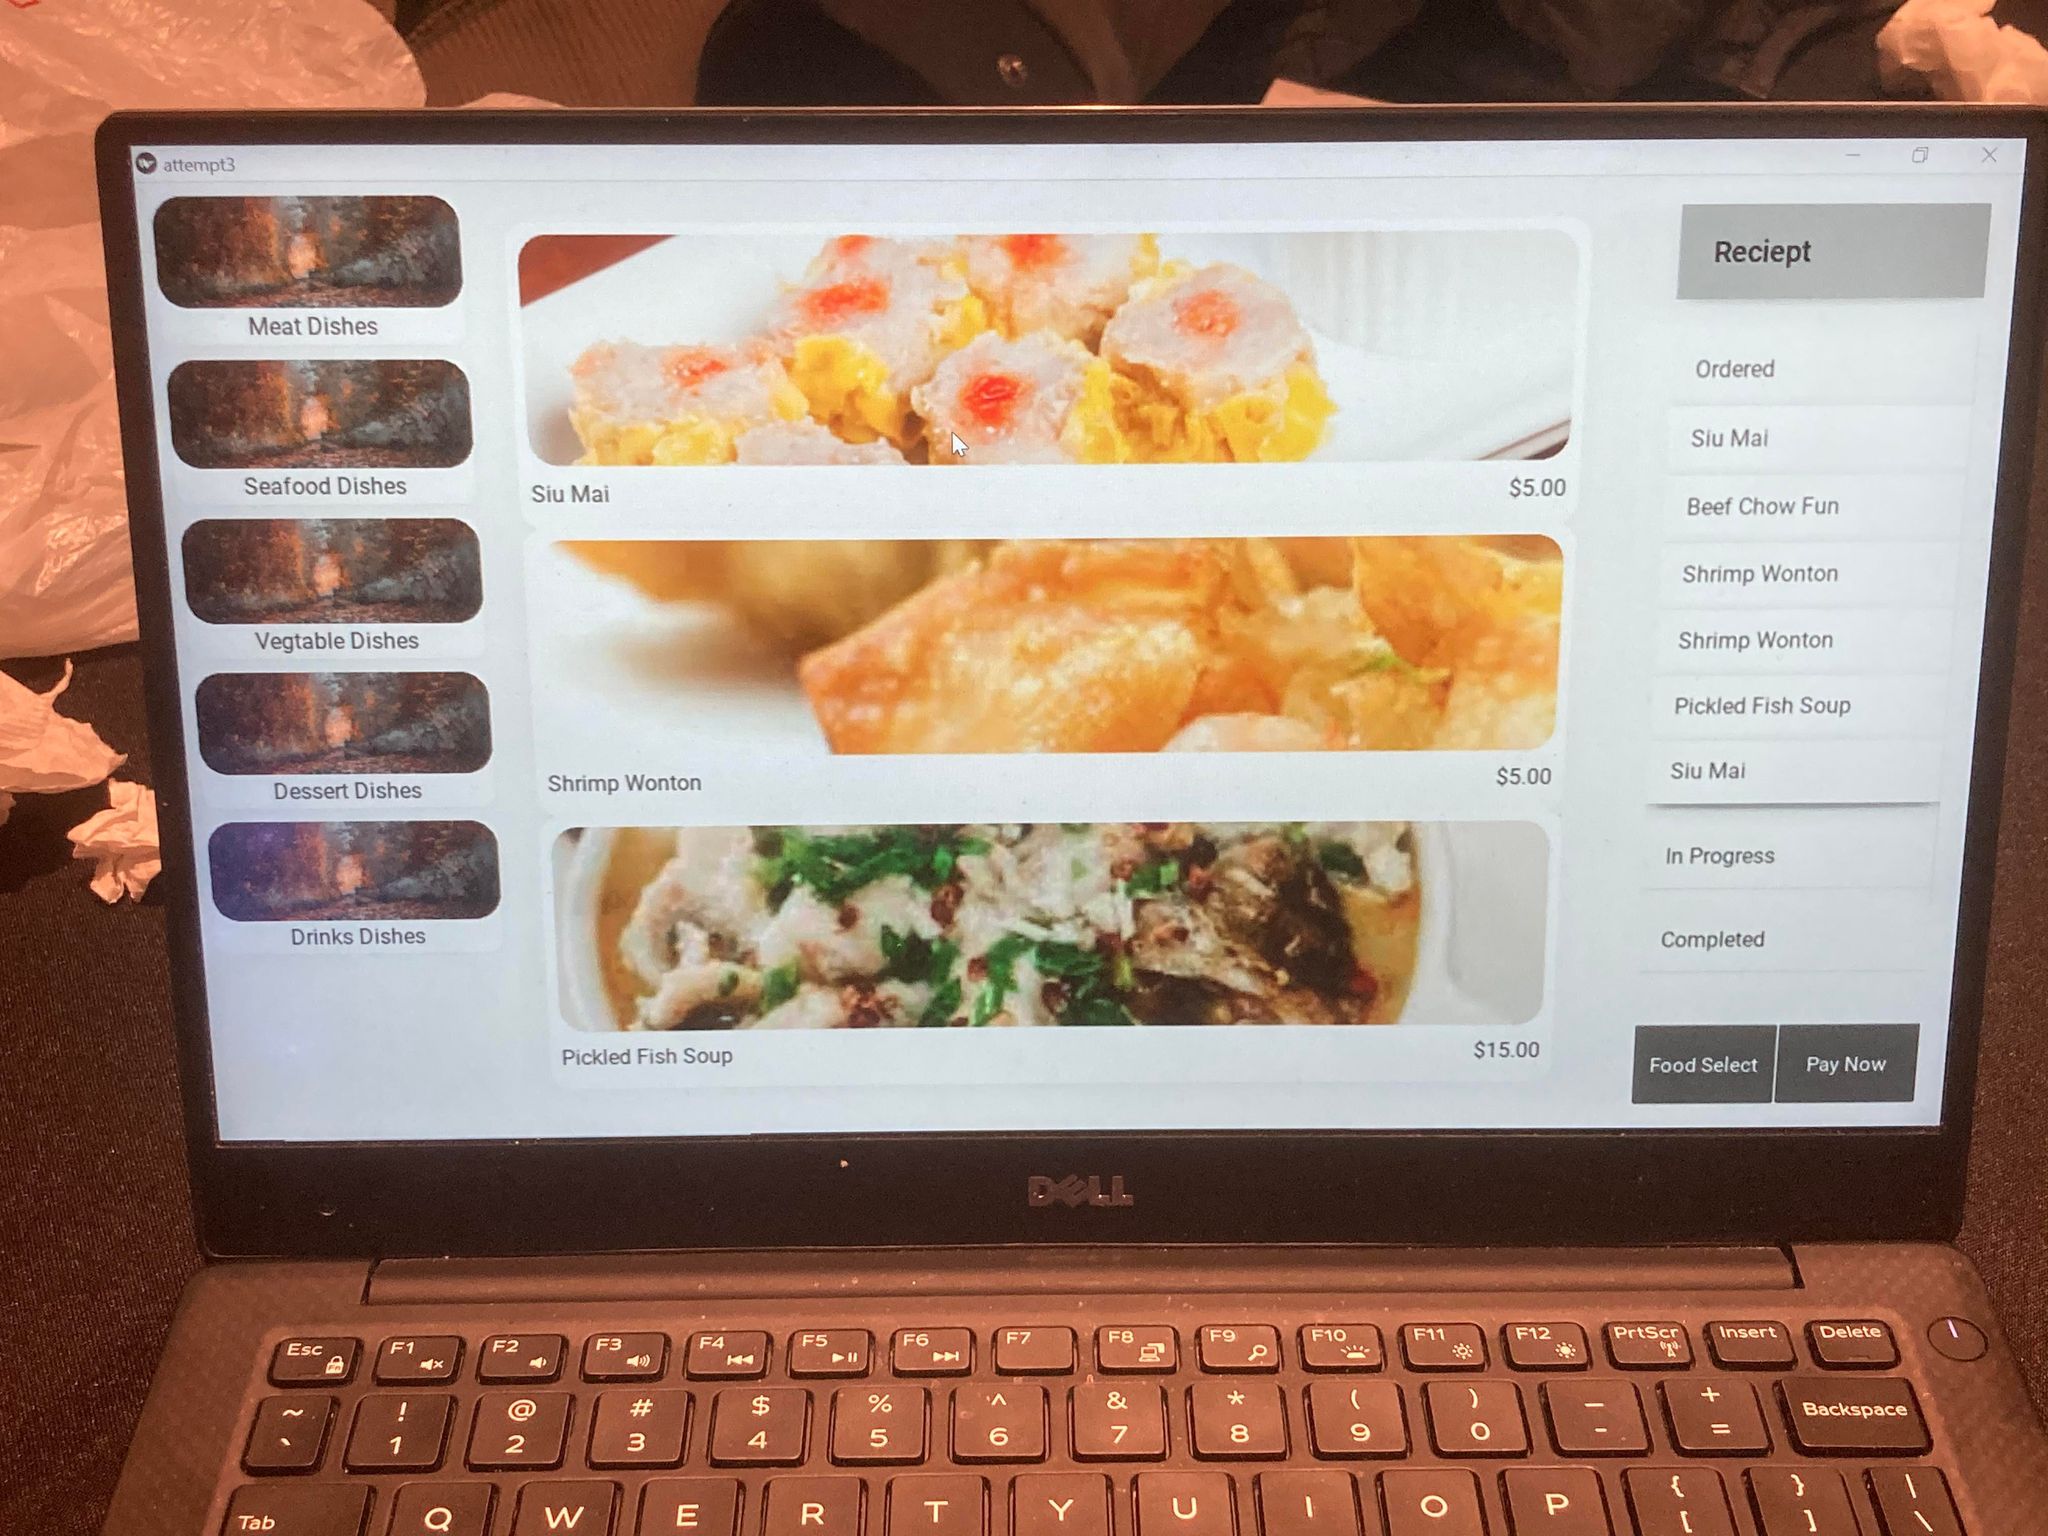 attempt3
Meat Dishes
Seafood Dishes
Vegtable Dishes
Dessert Dishes
Drinks Dishes
Siu Mai
$5.00
Shrimp Wonton
$5.00
Pickled Fish Soup
$15.00
Reciept
Ordered
Siu Mai
Beef Chow Fun
Shrimp Wonton
Shrimp Wonton
Pickled Fish Soup
Siu Mai
In Progress
Completed
Food Select
Pay Now
DELL
Esc Fn F1 F2 F3 F4 F5 F6 F7 F8 F9 F10 F11 F12 PrtScr Insert Delete
~ ! @ # $ % ^ & * ( ) _ +
` 1 2 3 4 5 6 7 8 9 0 - = Backspace
{ } |
Tab Q W E R T Y U I O P [ ] \